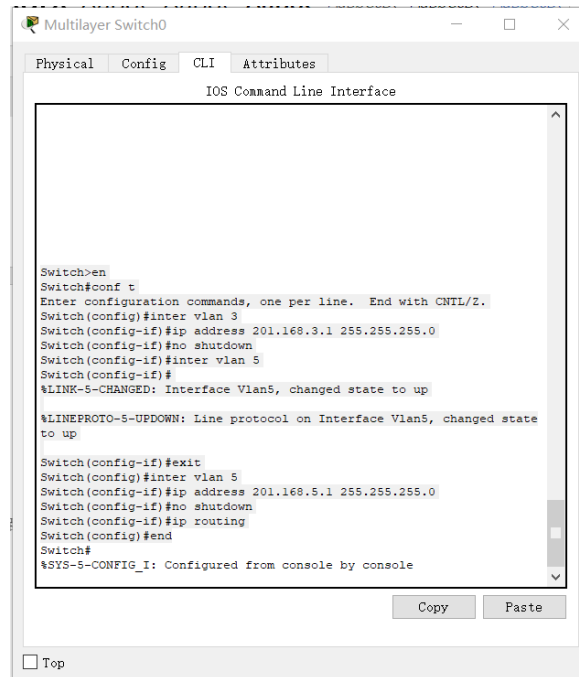 Multilayer Switch0
Physical Config CLI Attributes
IOS Command Line Interface
Switch>en
Switch#conf t
Enter configuration commands, one per line.  End with CNTL/Z.
Switch(config)#inter vlan 3
Switch(config-if)#ip address 201.168.3.1 255.255.255.0
Switch(config-if)#no shutdown
Switch(config-if)#inter vlan 5
Switch(config-if)#
%LINK-5-CHANGED: Interface Vlan5, changed state to up
%LINEPROTO-5-UPDOWN: Line protocol on Interface Vlan5, changed state
to up
Switch(config-if)#exit
Switch(config)#inter vlan 5
Switch(config-if)#ip address 201.168.5.1 255.255.255.0
Switch(config-if)#no shutdown
Switch(config-if)#ip routing
Switch(config)#end
Switch#
%SYS-5-CONFIG_I: Configured from console by console
Copy Paste
Top